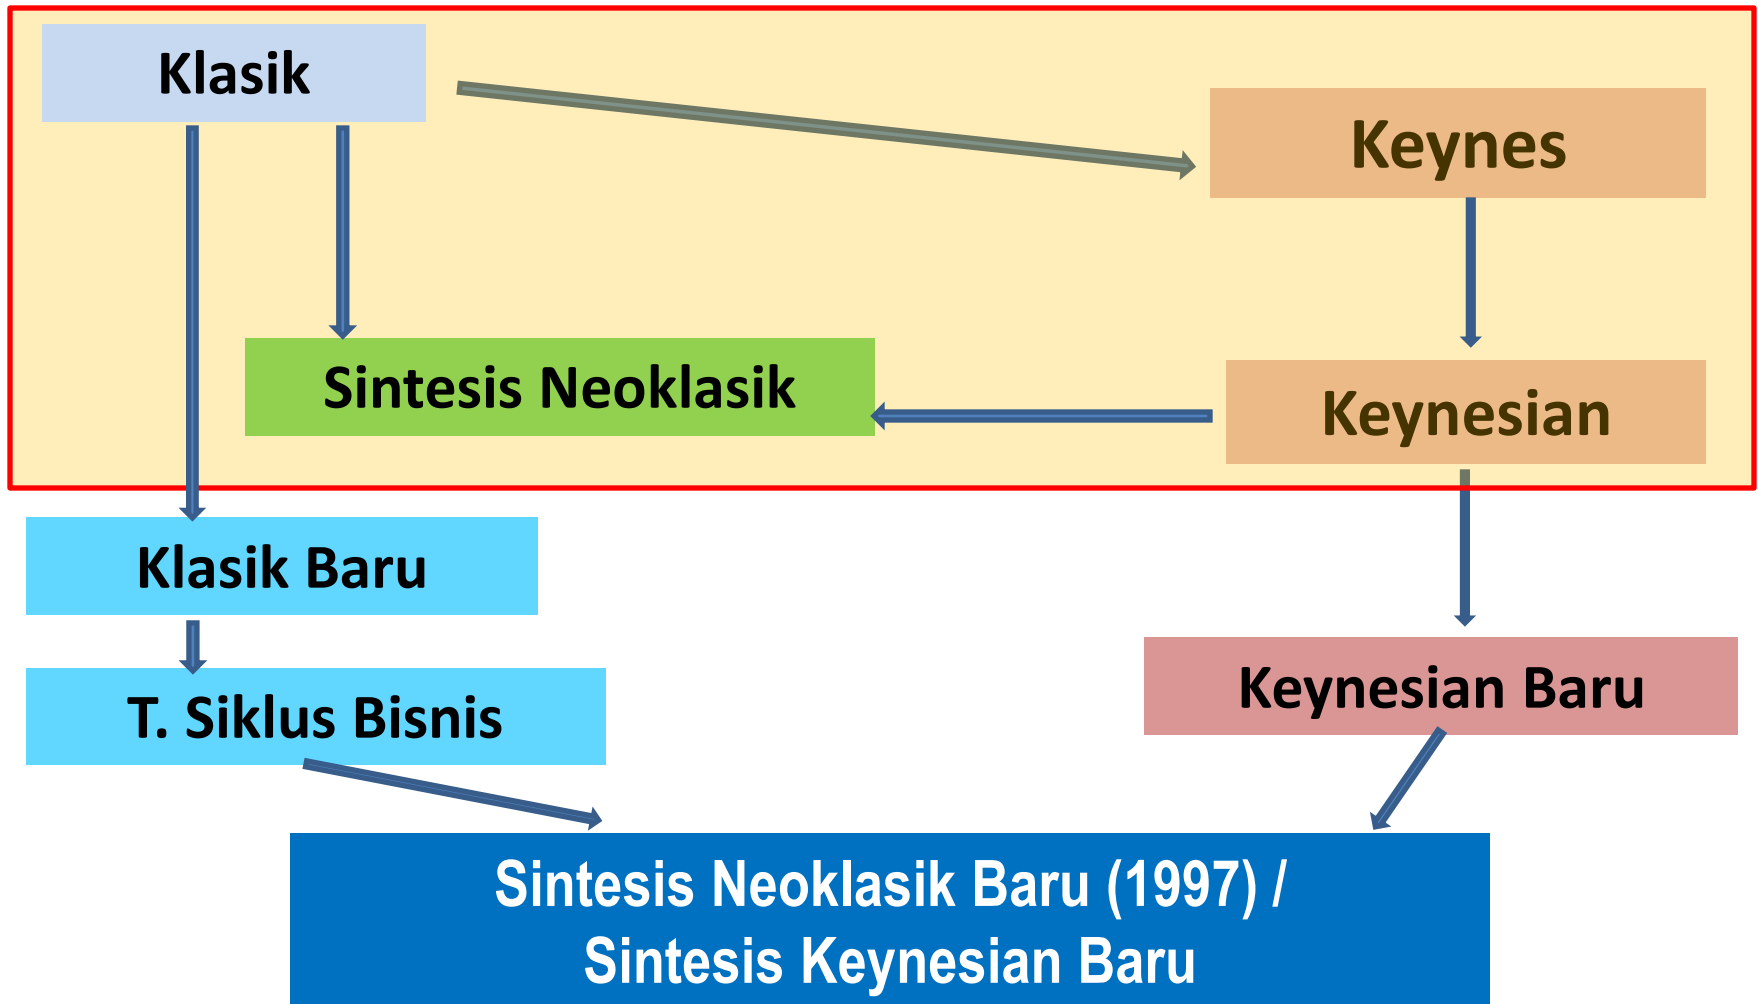 Klasik
Keynes
Sintesis Neoklasik
Keynesian
Klasik Baru
Keynesian Baru
T. Siklus Bisnis
Sintesis Neoklasik Baru (1997) /
Sintesis Keynesian Baru